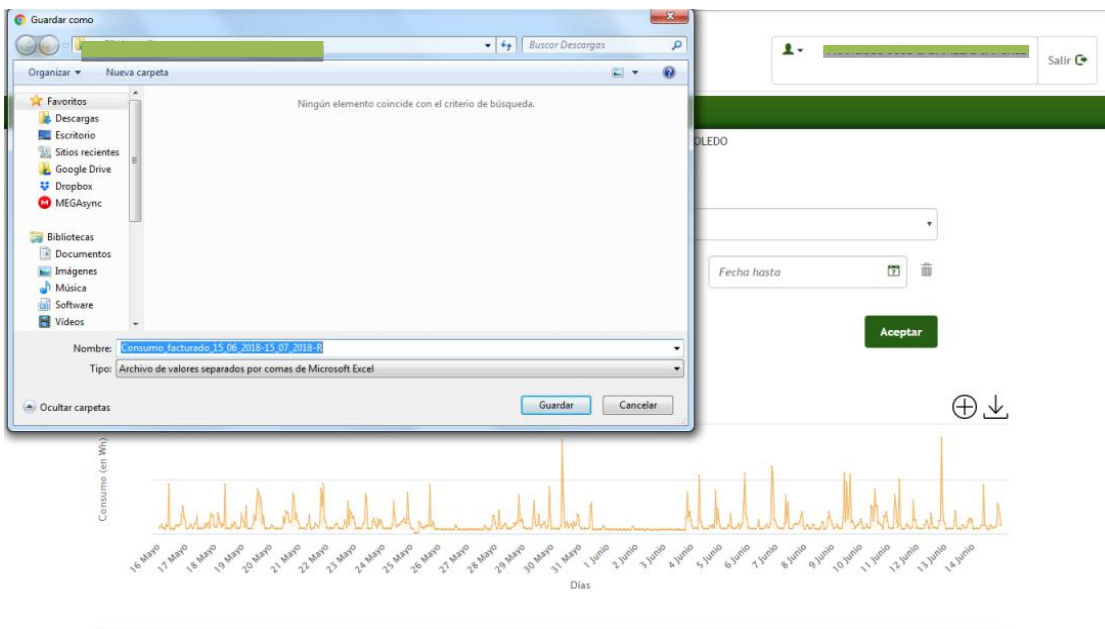 Guardar como
Buscar Descargas
Organizar
Nueva carpeta
Favoritos
Descargas
Escritorio
Sitios recientes
Google Drive
Dropbox
MEGAsync
Bibliotecas
Documentos
Imágenes
Música
Software
Vídeos
Ningún elemento coincide con el criterio de búsqueda.
Nombre: Consumo_facturado_15_06_2018-15_07_2018-R
Tipo: Archivo de valores separados por comas de Microsoft Excel
Ocultar carpetas
Guardar
Cancelar
Salir
OLEDO
Fecha hasta
Aceptar
Consumo (en Wh)
16 Mayo
17 Mayo
18 Mayo
19 Mayo
20 Mayo
21 Mayo
22 Mayo
23 Mayo
24 Mayo
25 Mayo
26 Mayo
27 Mayo
28 Mayo
29 Mayo
30 Mayo
31 Mayo
1 Junio
2 Junio
3 Junio
4 Junio
5 Junio
6 Junio
7 Junio
8 Junio
9 Junio
10 Junio
11 Junio
12 Junio
13 Junio
14 Junio
Días